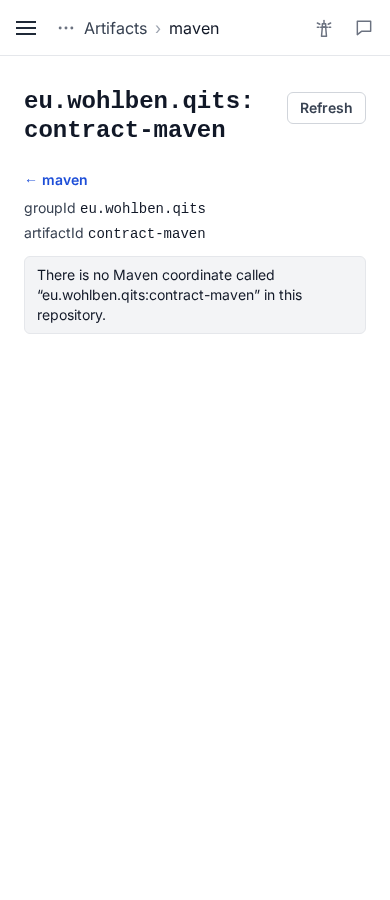 … Artifacts › maven
eu.wohlben.qits:
contract-maven
Refresh
← maven
groupId eu.wohlben.qits
artifactId contract-maven
There is no Maven coordinate called
“eu.wohlben.qits:contract-maven” in this
repository.